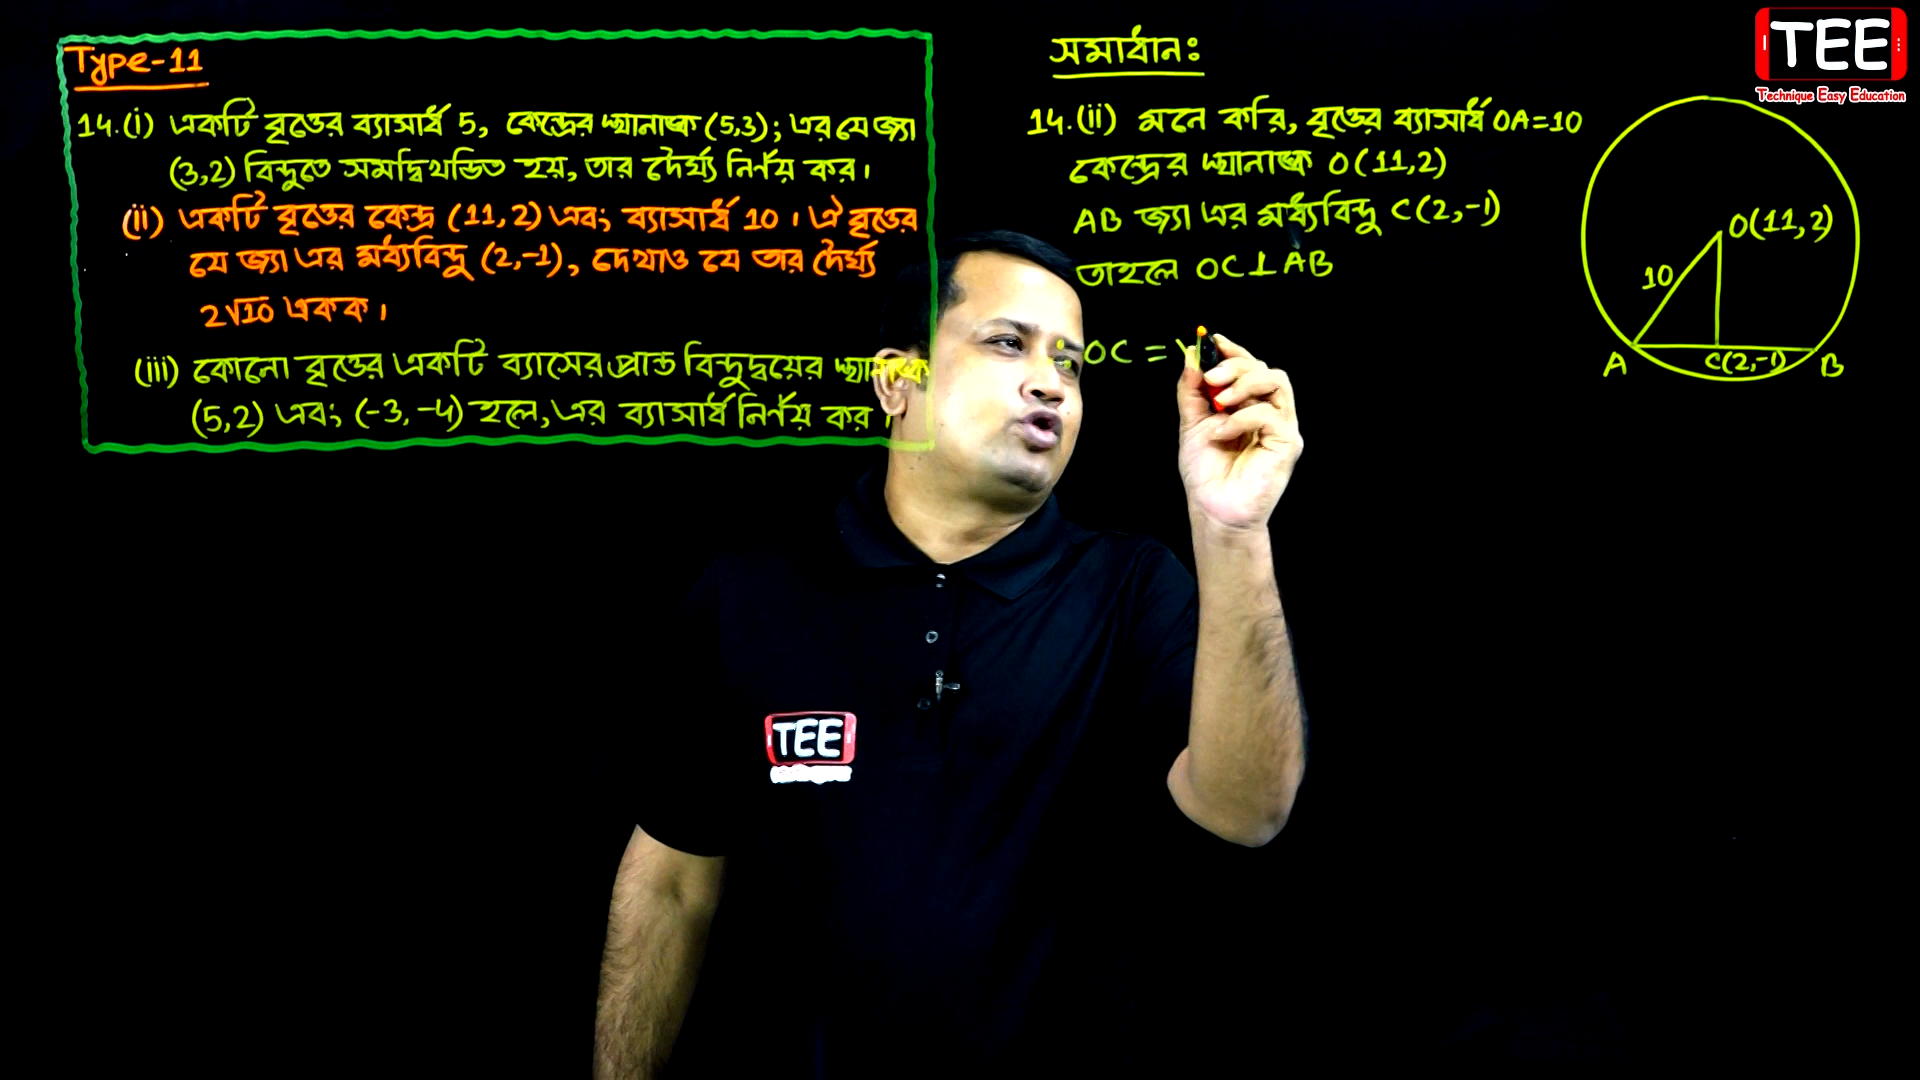 Type-11
14.(i) একটি বৃত্তের ব্যাসার্ধ 5, কেন্দ্রের স্থানাঙ্ক (5,3); এর যে জ্যা
(3,2) বিন্দুতে সমদ্বিখন্ডিত হয়, তার দৈর্ঘ্য নির্ণয় কর।
(ii) একটি বৃত্তের কেন্দ্র (11,2) এবং ব্যাসার্ধ 10। ঐ বৃত্তের
যে জ্যা এর মধ্যবিন্দু (2,-1), দেখাও যে তার দৈর্ঘ্য
2√10 একক।
(iii) কোনো বৃত্তের একটি ব্যাসের প্রান্ত বিন্দুদ্বয়ের স্থানাঙ্ক
(5,2) এবং (-3,-4) হলে, এর ব্যাসার্ধ নির্ণয় কর।
সমাধানঃ
14.(ii) মনে করি, বৃত্তের ব্যাসার্ধ OA=10
কেন্দ্রের স্থানাঙ্ক O(11,2)
AB জ্যা এর মধ্যবিন্দু C(2,-1)
তাহলে OC⊥AB
∴ OC = √
O(11,2)
10
A
C(2,-1)
B
TEE
Technique Easy Education
TEE